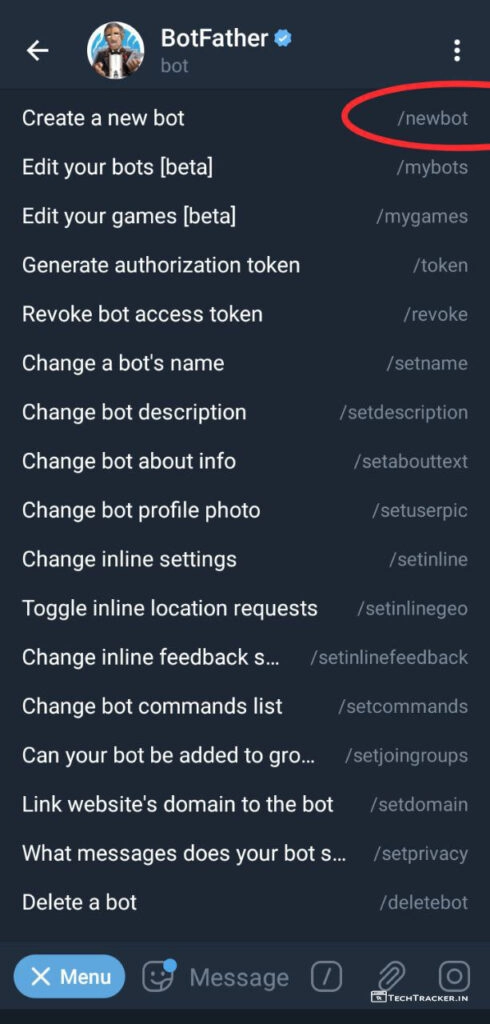 BotFather
bot
Create a new bot /newbot
Edit your bots [beta] /mybots
Edit your games [beta] /mygames
Generate authorization token /token
Revoke bot access token /revoke
Change a bot's name /setname
Change bot description /setdescription
Change bot about info /setabouttext
Change bot profile photo /setuserpic
Change inline settings /setinline
Toggle inline location requests /setinlinegeo
Change inline feedback s... /setinlinefeedback
Change bot commands list /setcommands
Can your bot be added to gro... /setjoingroups
Link website's domain to the bot /setdomain
What messages does your bot s... /setprivacy
Delete a bot /deletebot
Menu Message /
TECHTRACKER.IN